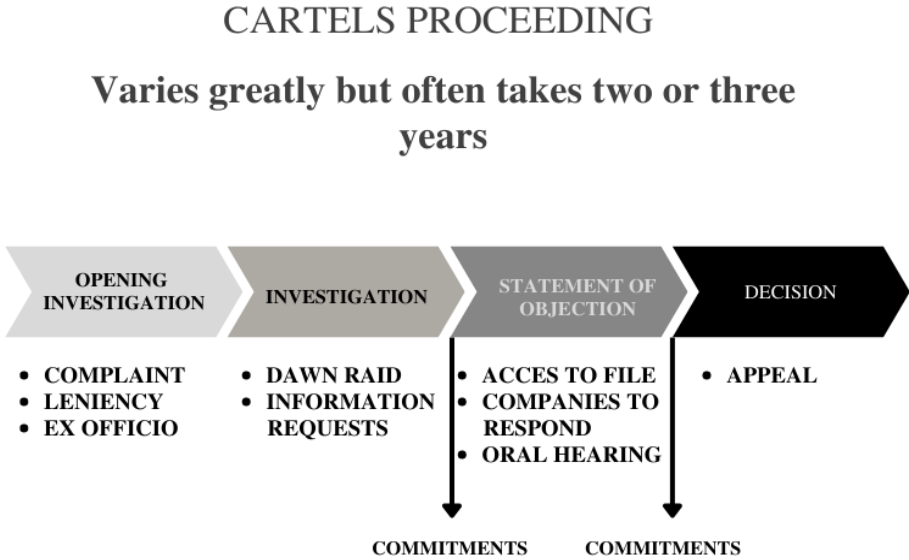 CARTELS PROCEEDING
Varies greatly but often takes two or three
years
OPENING
INVESTIGATION
INVESTIGATION
STATEMENT OF
OBJECTION
DECISION
• COMPLAINT
• LENIENCY
• EX OFFICIO
• DAWN RAID
• INFORMATION
REQUESTS
• ACCES TO FILE
• COMPANIES TO
RESPOND
• ORAL HEARING
• APPEAL
COMMITMENTS
COMMITMENTS